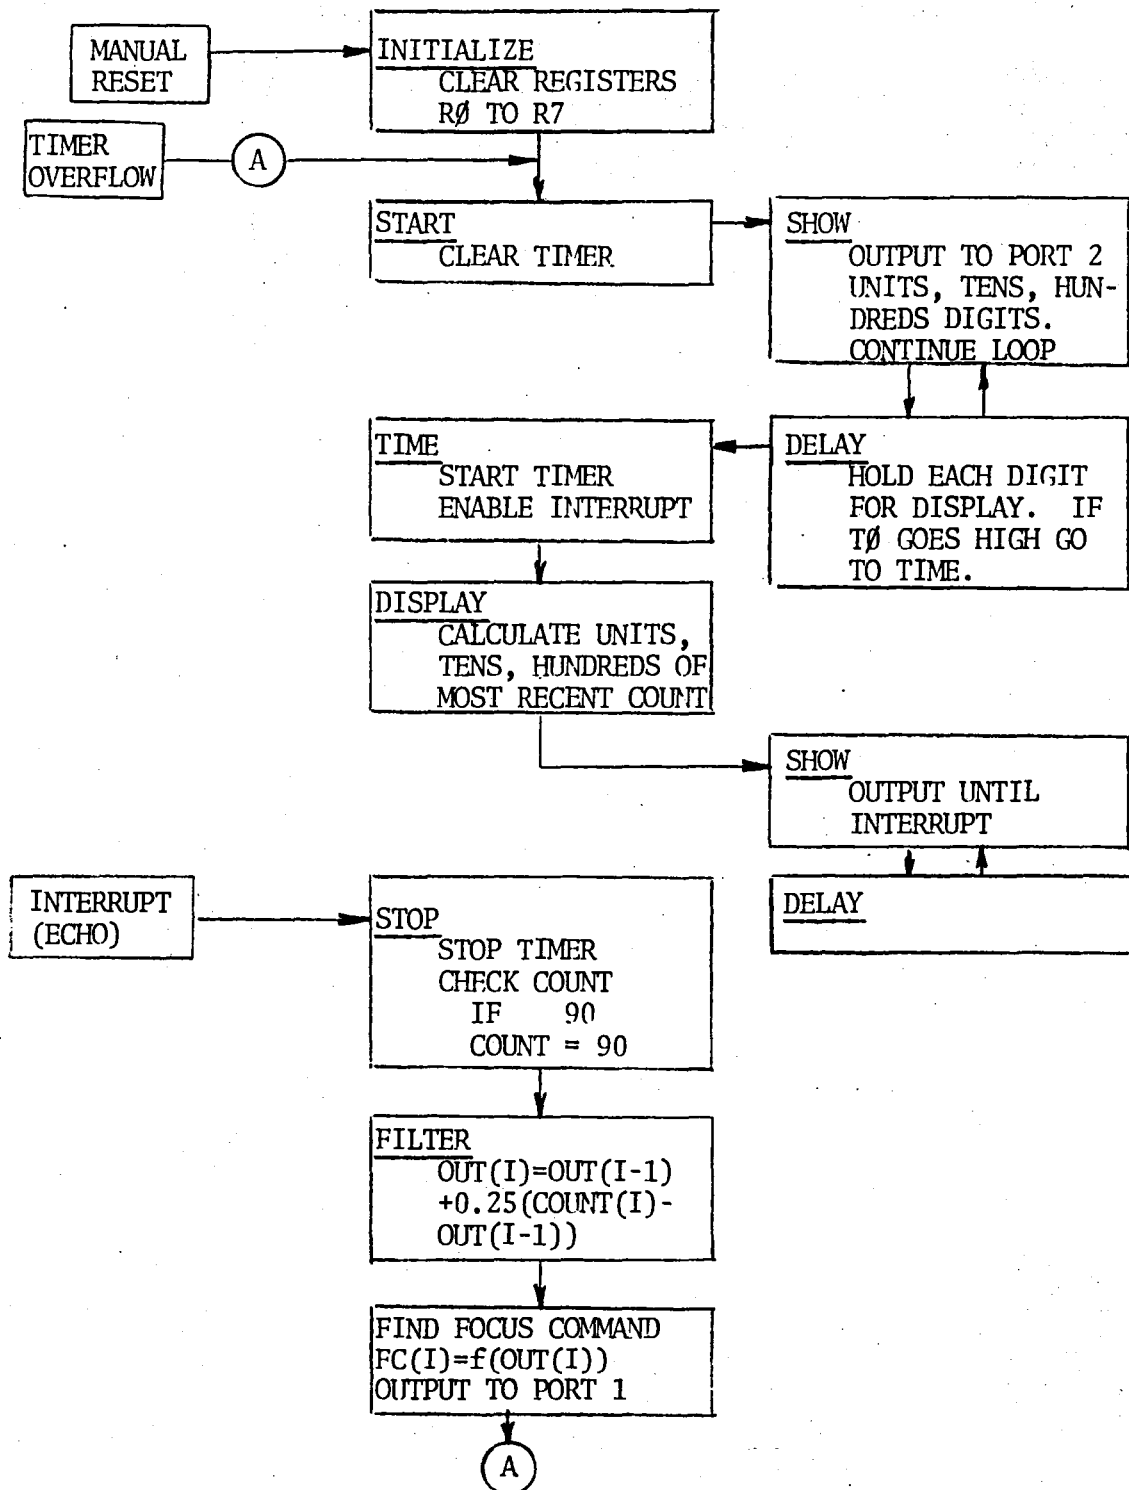 MANUAL
RESET
INITIALIZE
CLEAR REGISTERS
RØ TO R7
TIMER
OVERFLOW
A
START
CLEAR TIMER
SHOW
OUTPUT TO PORT 2
UNITS, TENS, HUN-
DREDS DIGITS.
CONTINUE LOOP
TIME
START TIMER
ENABLE INTERRUPT
DELAY
HOLD EACH DIGIT
FOR DISPLAY. IF
TØ GOES HIGH GO
TO TIME.
DISPLAY
CALCULATE UNITS,
TENS, HUNDREDS OF
MOST RECENT COUNT
SHOW
OUTPUT UNTIL
INTERRUPT
DELAY
INTERRUPT
(ECHO)
STOP
STOP TIMER
CHECK COUNT
IF 90
COUNT = 90
FILTER
OUT(I)=OUT(I-1)
+0.25(COUNT(I)-
OUT(I-1))
FIND FOCUS COMMAND
FC(I)=f(OUT(I))
OUTPUT TO PORT 1
A